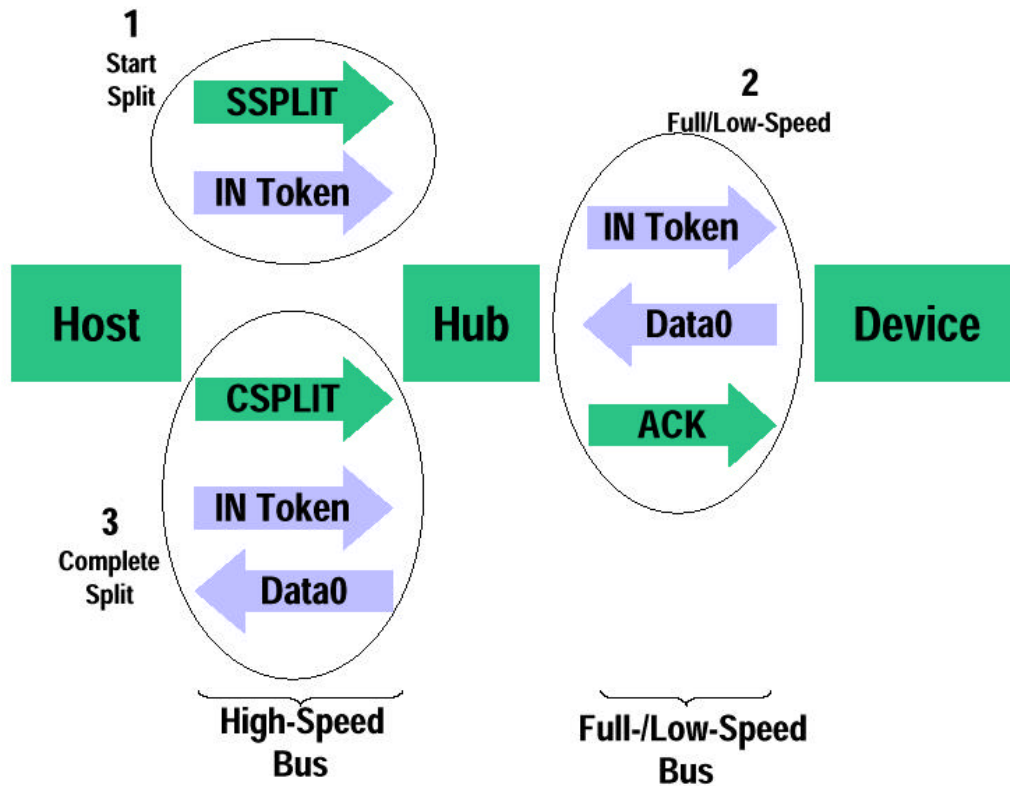 1
Start
Split
SSPLIT
IN Token
2
Full/Low-Speed
IN Token
Data0
ACK
Host
Hub
Device
CSPLIT
IN Token
Data0
3
Complete
Split
High-Speed
Bus
Full-/Low-Speed
Bus